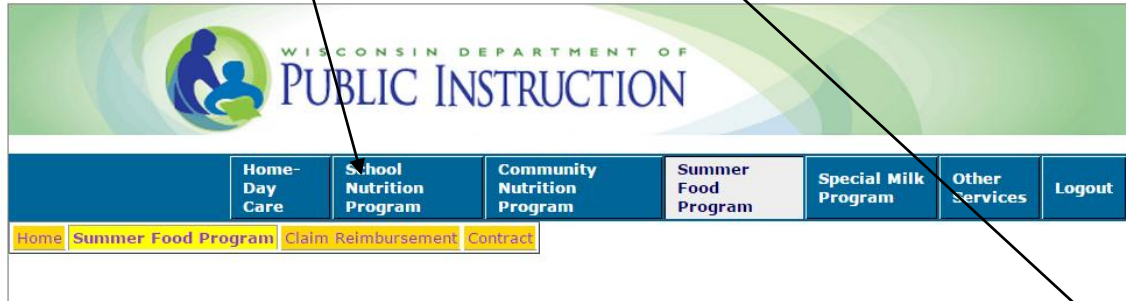 WISCONSIN DEPARTMENT OF
PUBLIC INSTRUCTION
Home-
Day
Care
School
Nutrition
Program
Community
Nutrition
Program
Summer
Food
Program
Special Milk
Program
Other
Services
Logout
Home Summer Food Program Claim Reimbursement Contract